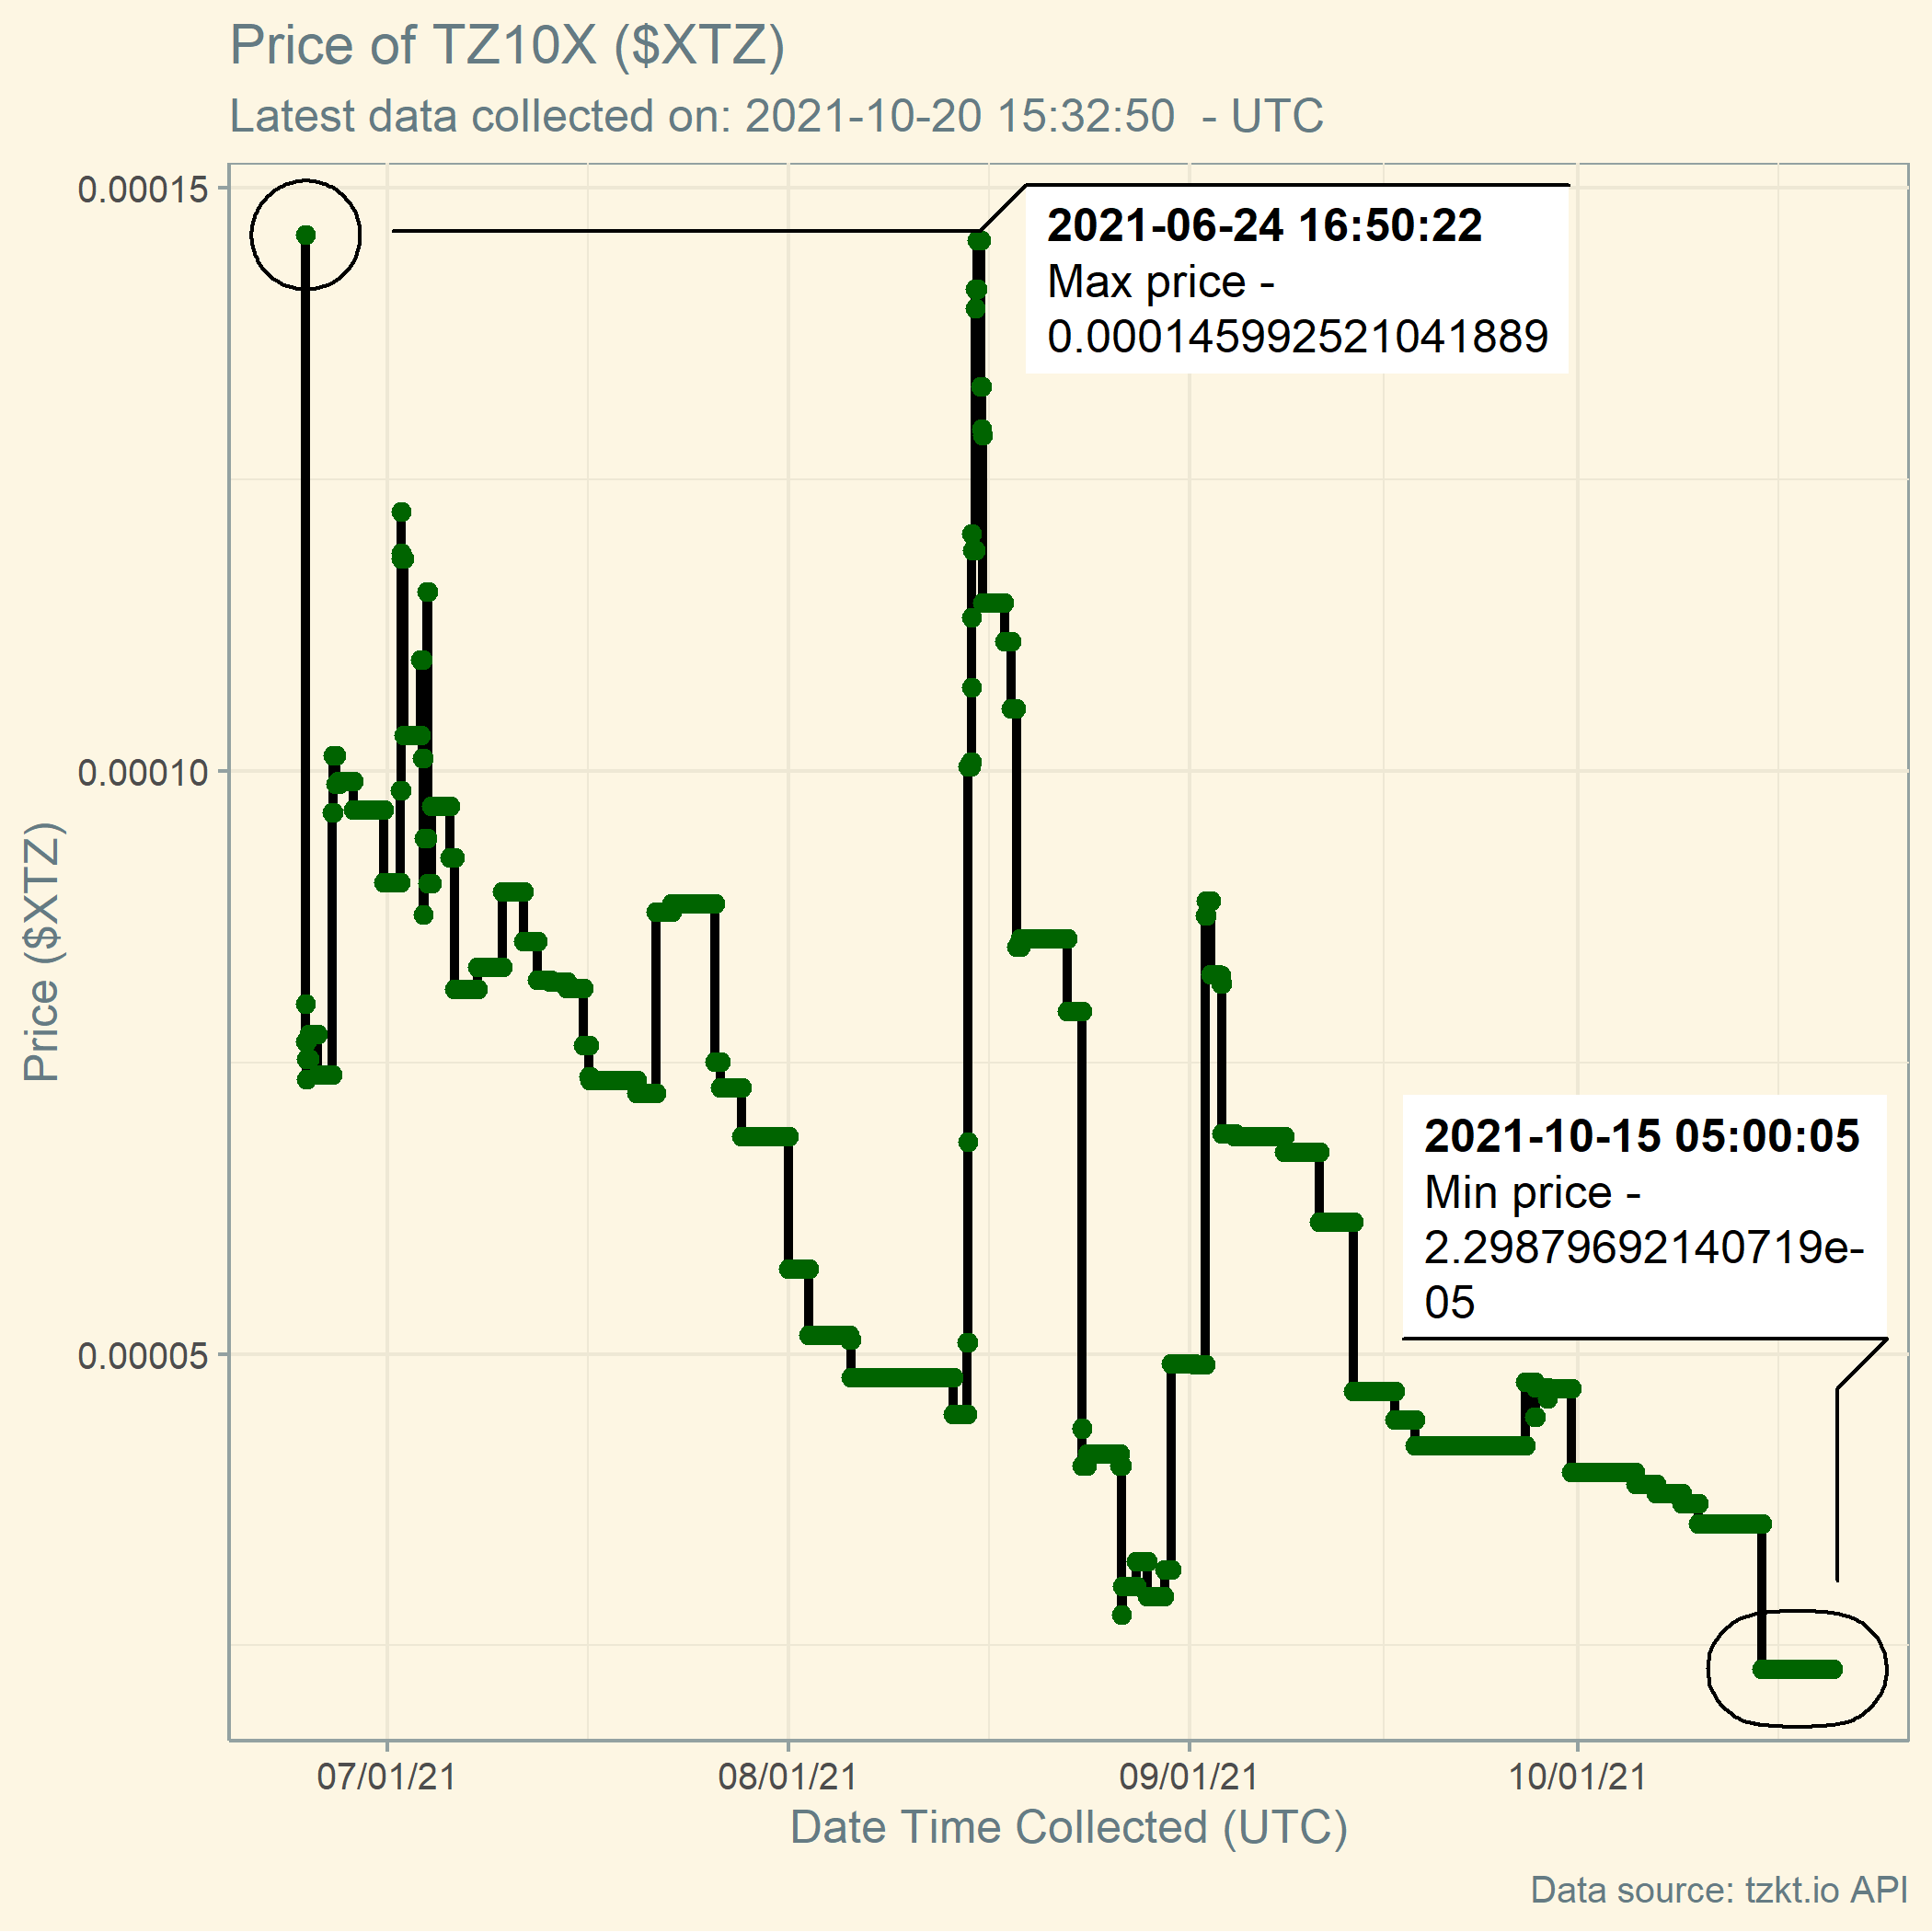 Price of TZ10X ($XTZ)
Latest data collected on: 2021-10-20 15:32:50  - UTC
0.00015
0.00010
0.00005
Price ($XTZ)
2021-06-24 16:50:22
Max price -
0.000145992521041889
2021-10-15 05:00:05
Min price -
2.29879692140719e-
05
07/01/21
08/01/21
09/01/21
10/01/21
Date Time Collected (UTC)
Data source: tzkt.io API